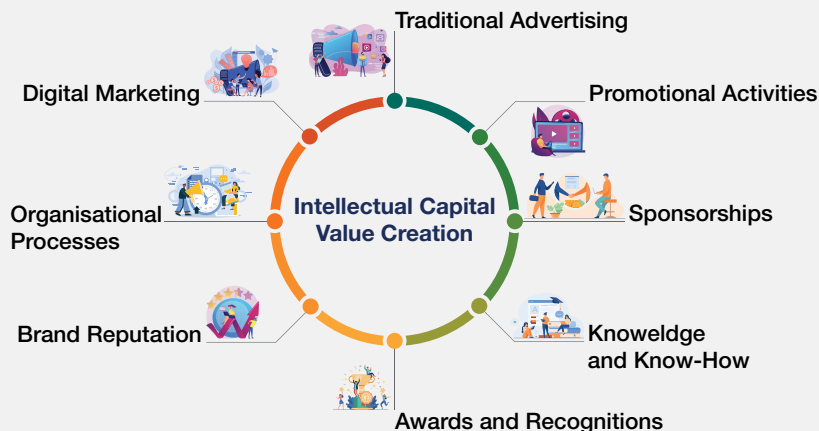 Traditional Advertising
Digital Marketing
Promotional Activities
Intellectual Capital
Value Creation
Organisational
Processes
Sponsorships
Brand Reputation
Knoweldge
and Know-How
Awards and Recognitions